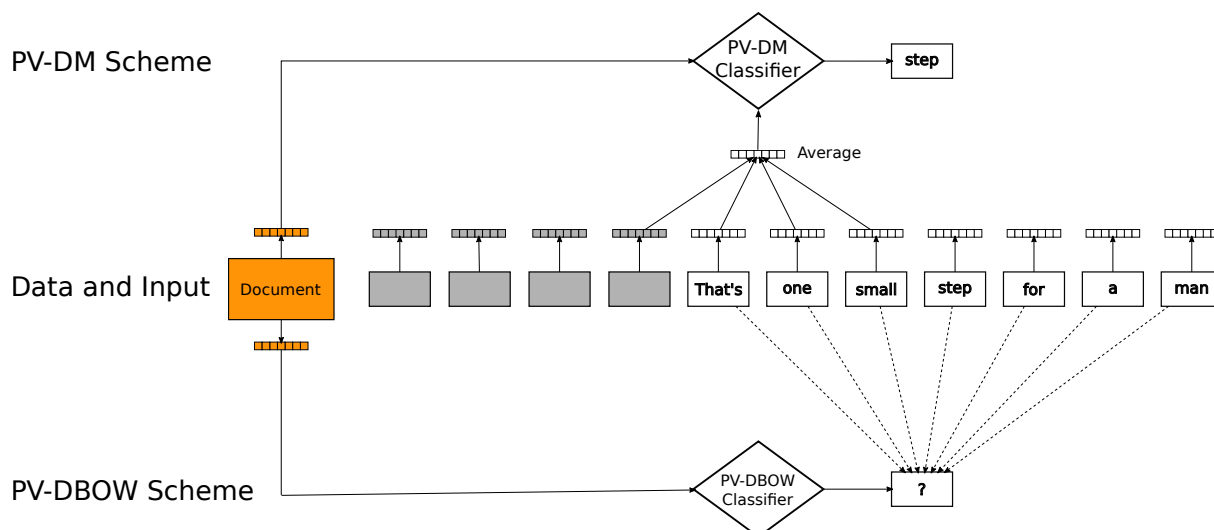 PV-DM Scheme
PV-DM
Classifier
step
Average
Data and Input
Document
That's one small step for a man
PV-DBOW Scheme
PV-DBOW
Classifier
?